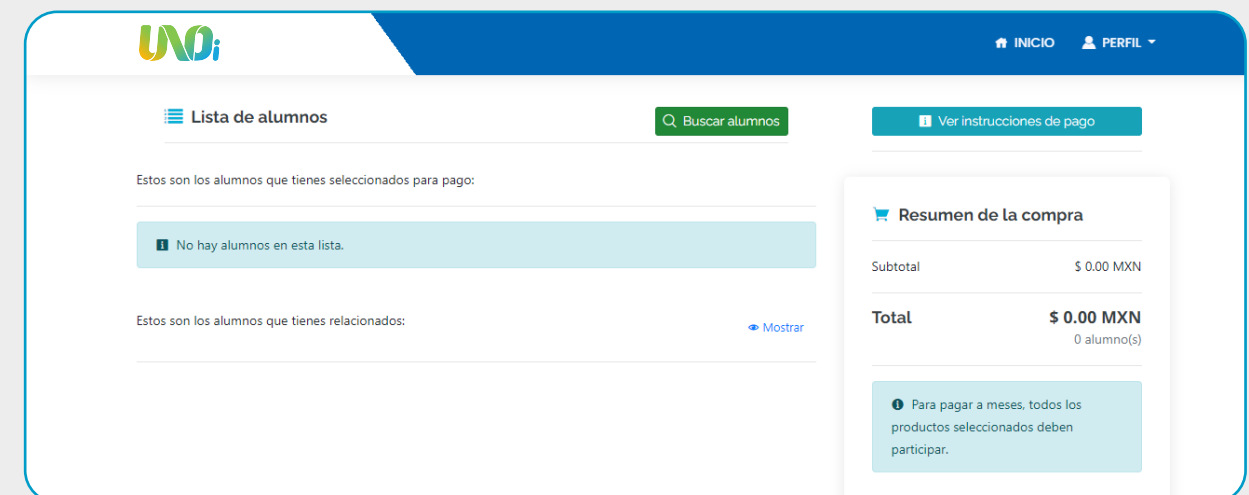 UNOi
INICIO
PERFIL
Lista de alumnos
Buscar alumnos
Estos son los alumnos que tienes seleccionados para pago:
No hay alumnos en esta lista.
Estos son los alumnos que tienes relacionados:
Mostrar
Ver instrucciones de pago
Resumen de la compra
Subtotal $ 0.00 MXN
Total $ 0.00 MXN
0 alumno(s)
Para pagar a meses, todos los
productos seleccionados deben
participar.